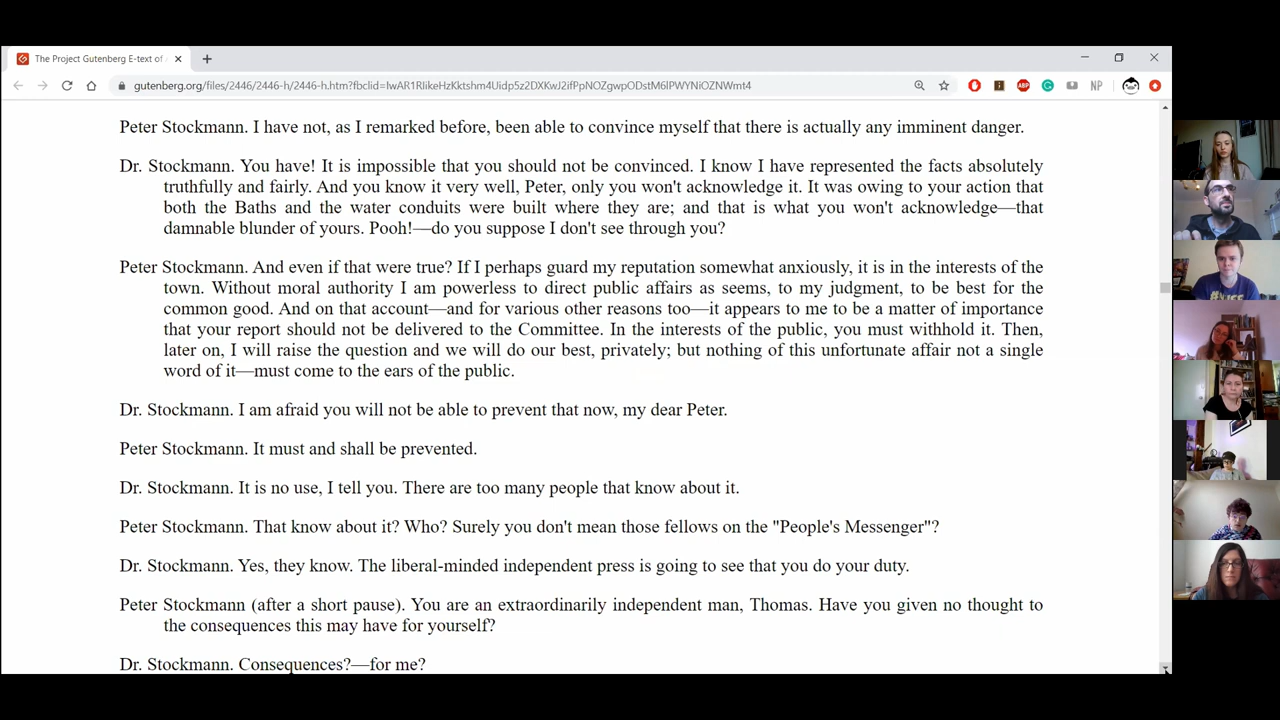 The Project Gutenberg E-text of
gutenberg.org/files/2446/2446-h/2446-h.htm?fbclid=IwAR1RIikeHzKktshm4Uidp5z2DXKwJ2ifPpNOZgwpODstM6lPWYNiOZNWmt4
ABP
NP
Peter Stockmann. I have not, as I remarked before, been able to convince myself that there is actually any imminent danger.
Dr. Stockmann. You have! It is impossible that you should not be convinced. I know I have represented the facts absolutely
truthfully and fairly. And you know it very well, Peter, only you won't acknowledge it. It was owing to your action that
both the Baths and the water conduits were built where they are; and that is what you won't acknowledge—that
damnable blunder of yours. Pooh!—do you suppose I don't see through you?
Peter Stockmann. And even if that were true? If I perhaps guard my reputation somewhat anxiously, it is in the interests of the
town. Without moral authority I am powerless to direct public affairs as seems, to my judgment, to be best for the
common good. And on that account—and for various other reasons too—it appears to me to be a matter of importance
that your report should not be delivered to the Committee. In the interests of the public, you must withhold it. Then,
later on, I will raise the question and we will do our best, privately; but nothing of this unfortunate affair not a single
word of it—must come to the ears of the public.
Dr. Stockmann. I am afraid you will not be able to prevent that now, my dear Peter.
Peter Stockmann. It must and shall be prevented.
Dr. Stockmann. It is no use, I tell you. There are too many people that know about it.
Peter Stockmann. That know about it? Who? Surely you don't mean those fellows on the "People's Messenger"?
Dr. Stockmann. Yes, they know. The liberal-minded independent press is going to see that you do your duty.
Peter Stockmann (after a short pause). You are an extraordinarily independent man, Thomas. Have you given no thought to
the consequences this may have for yourself?
Dr. Stockmann. Consequences?—for me?